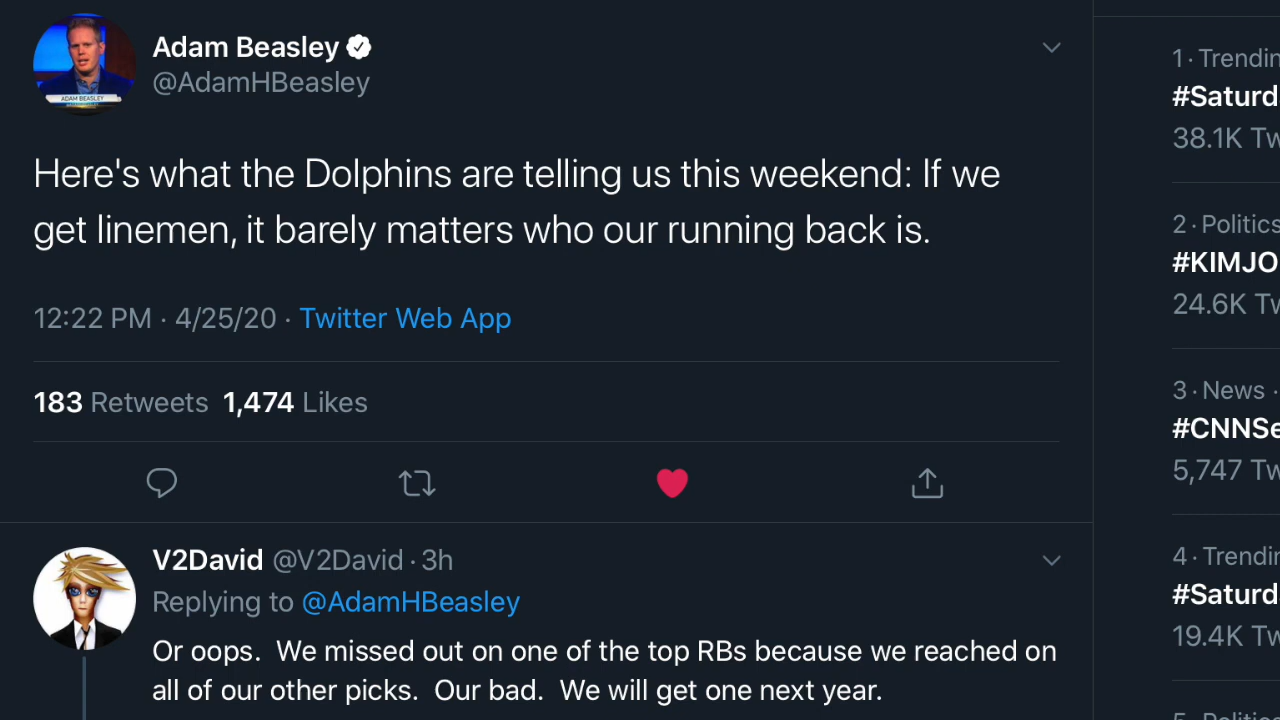 Adam Beasley
@AdamHBeasley
ADAM BEASLEY
Here's what the Dolphins are telling us this weekend: If we
get linemen, it barely matters who our running back is.
12:22 PM · 4/25/20 · Twitter Web App
183 Retweets 1,474 Likes
V2David @V2David · 3h
Replying to @AdamHBeasley
Or oops. We missed out on one of the top RBs because we reached on
all of our other picks. Our bad. We will get one next year.
1 · Trendin
#Saturd
38.1K Tw
2 · Politics
#KIMJO
24.6K Tw
3 · News ·
#CNNSe
5,747 Tw
4 · Trendin
#Saturd
19.4K Tw
5 · Politic